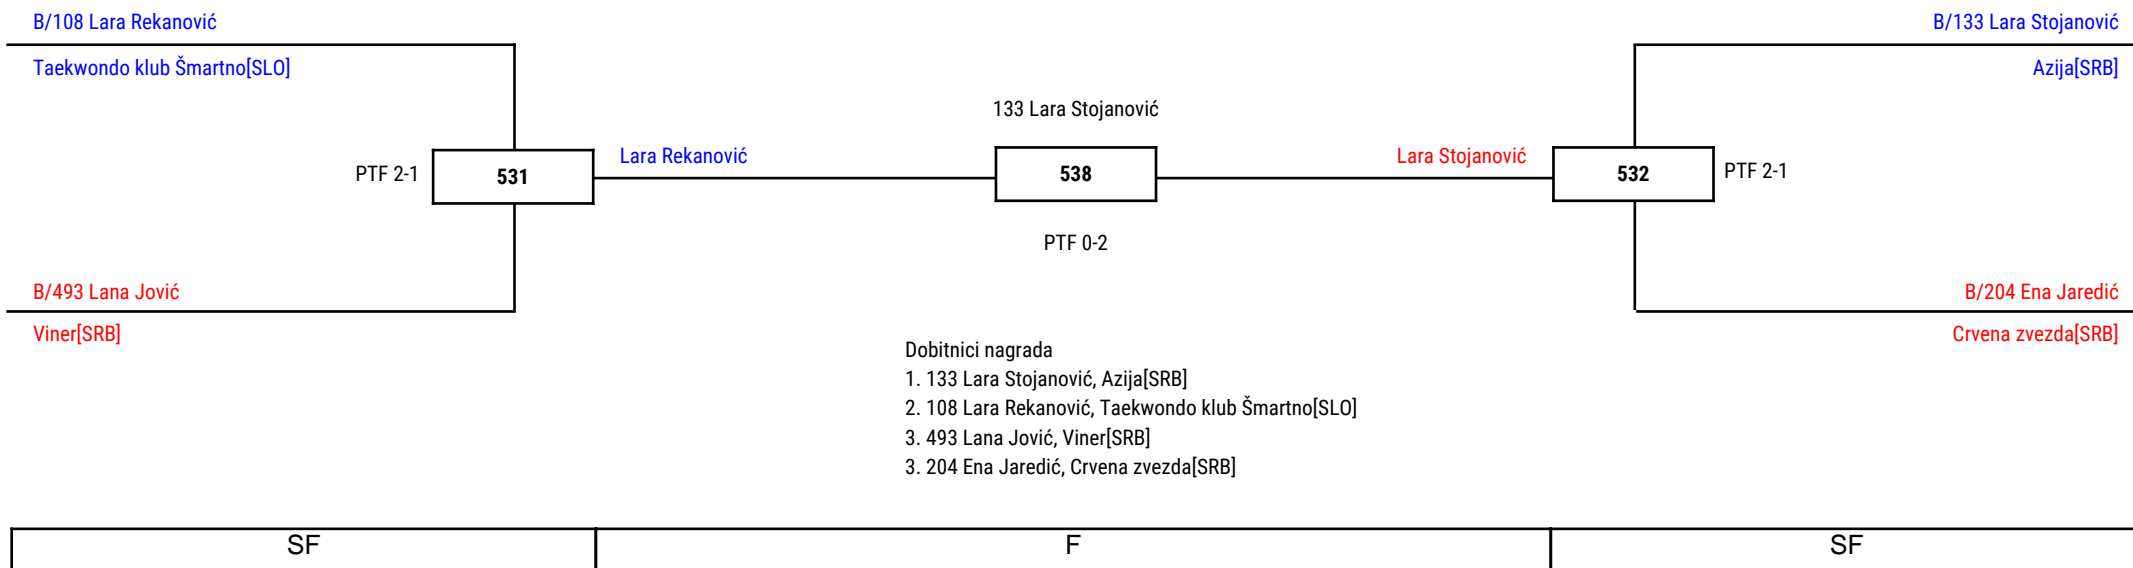 B/108 Lara Rekanović
Taekwondo klub Šmartno[SLO]
B/133 Lara Stojanović
Azija[SRB]
133 Lara Stojanović
PTF 2-1
531
Lara Rekanović
538
Lara Stojanović
532
PTF 2-1
PTF 0-2
B/493 Lana Jović
Viner[SRB]
B/204 Ena Jaredić
Crvena zvezda[SRB]
Dobitnici nagrada
1. 133 Lara Stojanović, Azija[SRB]
2. 108 Lara Rekanović, Taekwondo klub Šmartno[SLO]
3. 493 Lana Jović, Viner[SRB]
3. 204 Ena Jaredić, Crvena zvezda[SRB]
SF
F
SF